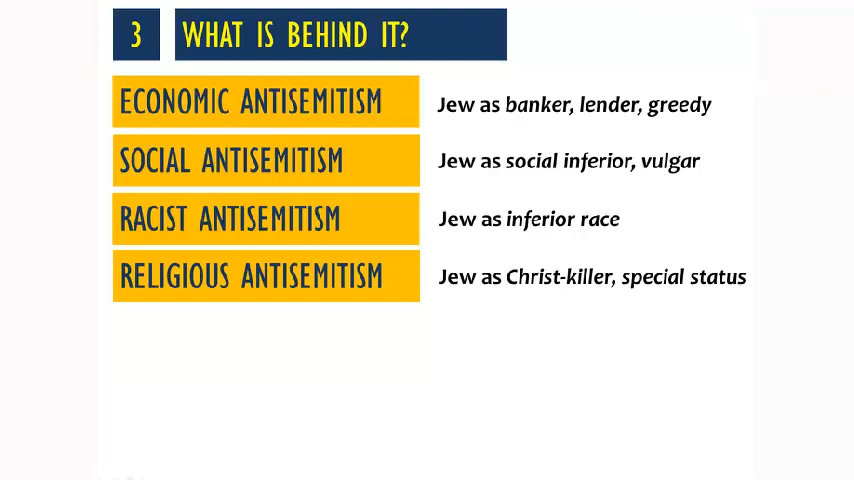 3 WHAT IS BEHIND IT?
ECONOMIC ANTISEMITISM Jew as banker, lender, greedy
SOCIAL ANTISEMITISM Jew as social inferior, vulgar
RACIST ANTISEMITISM Jew as inferior race
RELIGIOUS ANTISEMITISM Jew as Christ-killer, special status